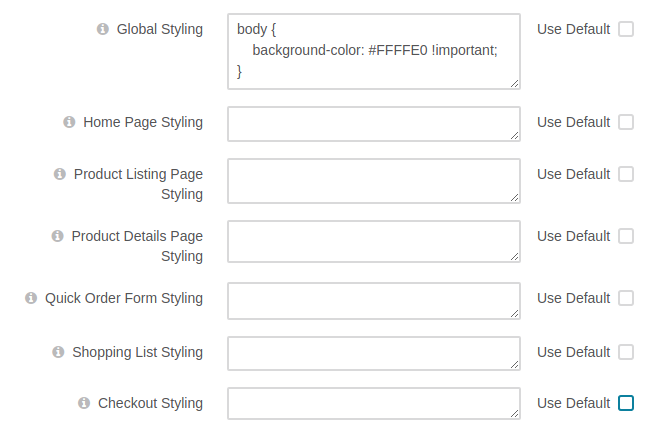 Global Styling
body {
background-color: #FFFFE0 !important;
}
Use Default
Home Page Styling
Use Default
Product Listing Page
Styling
Use Default
Product Details Page
Styling
Use Default
Quick Order Form Styling
Use Default
Shopping List Styling
Use Default
Checkout Styling
Use Default